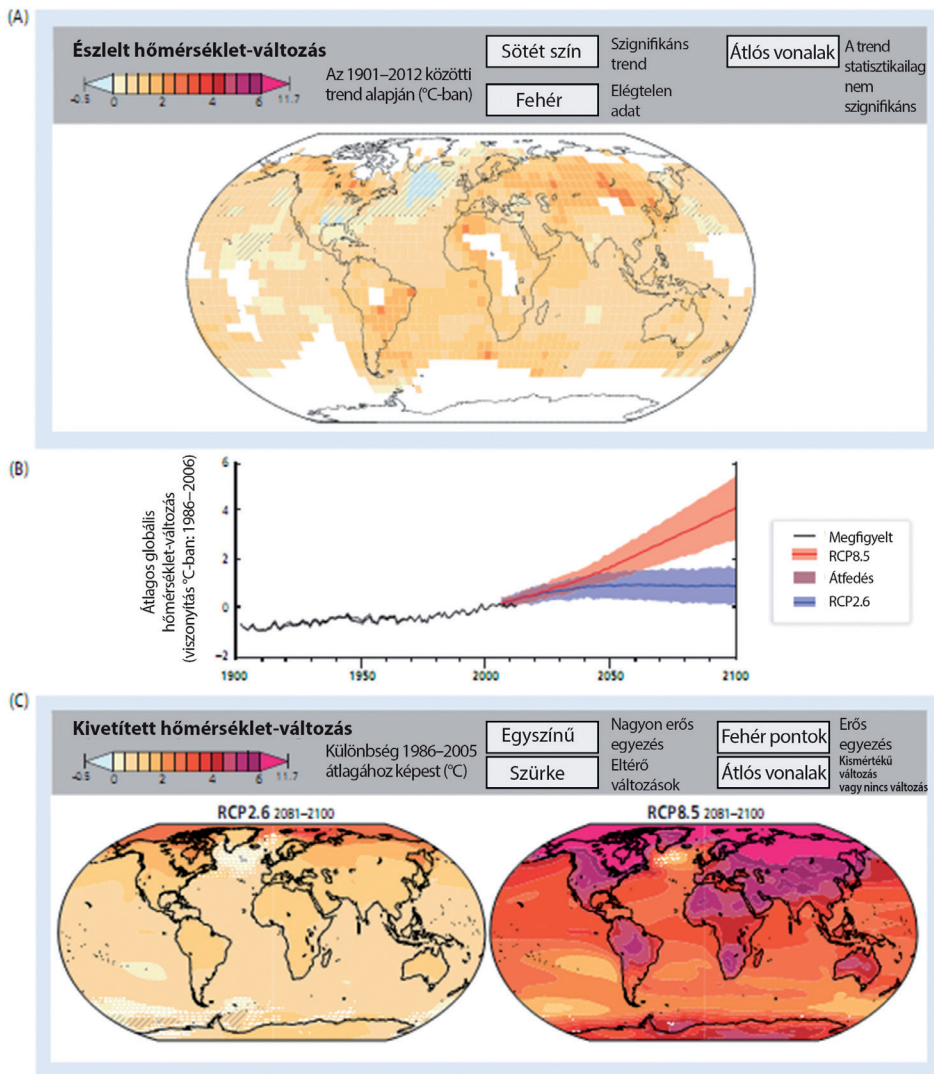 (A)
Észlelt hőmérséklet-változás
-0.5 0 2 4 6 11.7
Az 1901–2012 közötti
trend alapján (°C-ban)
Sötét szín
Szignifikáns
trend
Fehér
Elégtelen
adat
Átlós vonalak
A trend
statisztikailag
nem
szignifikáns
(B)
Átlagos globális
hőmérséklet-változás
(viszonyítás °C-ban: 1986–2006)
6
4
2
0
−2
1900 1950 2000 2050 2100
Megfigyelt
RCP8.5
Átfedés
RCP2.6
(C)
Kivetített hőmérséklet-változás
-0.5 0 2 4 6 11.7
Különbség 1986–2005
átlagához képest (°C)
Egyszínű
Nagyon erős
egyezés
Szürke
Eltérő
változások
Fehér pontok
Erős
egyezés
Átlós vonalak
Kismértékű
változás
vagy nincs változás
RCP2.6 2081–2100
RCP8.5 2081–2100